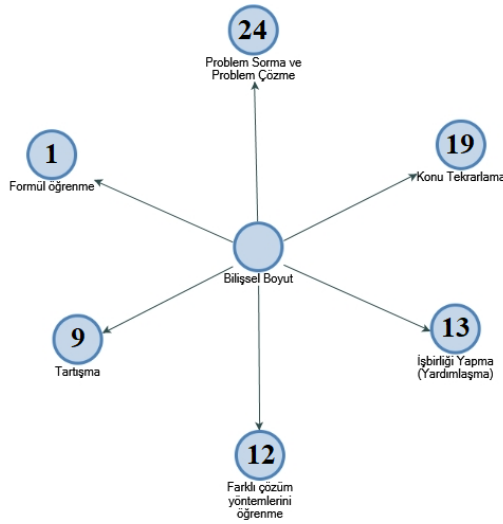 24
Problem Sorma ve
Problem Çözme
19
Konu Tekrarlama
1
Formül öğrenme
Bilişsel Boyut
9
Tartışma
13
İşbirliği Yapma
(Yardımlaşma)
12
Farklı çözüm
yöntemlerini
öğrenme